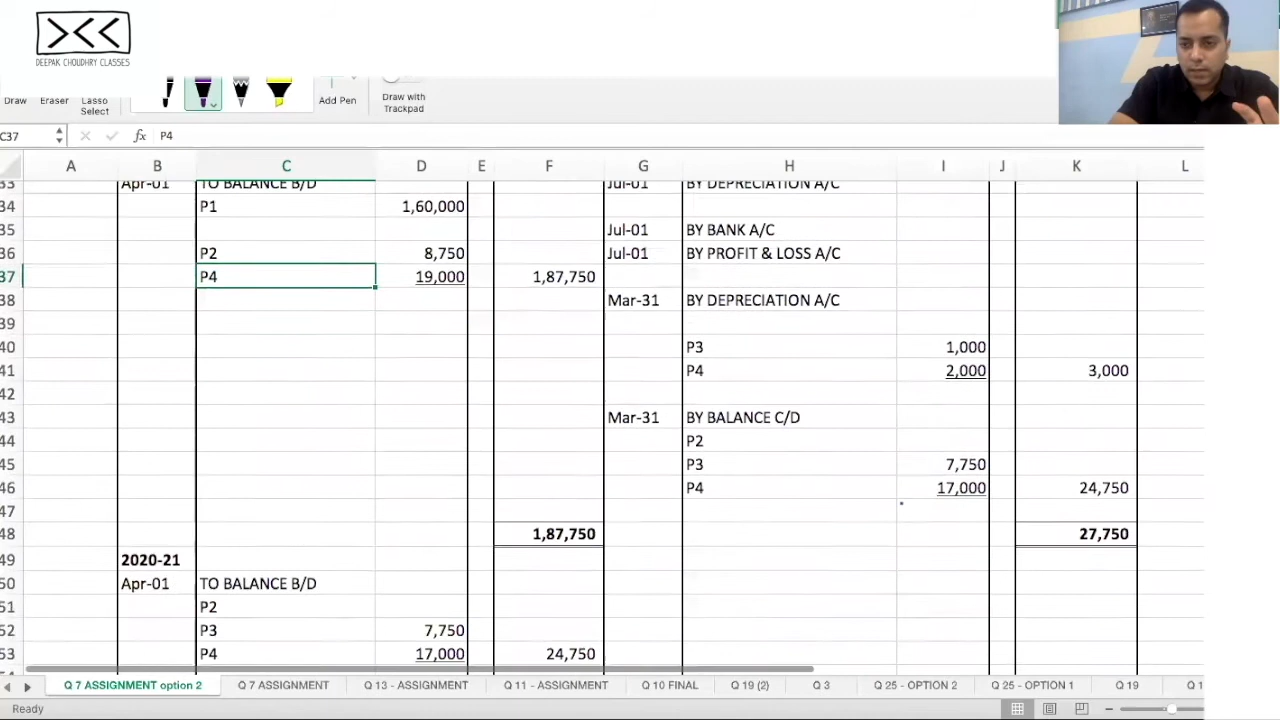 DEEPAK CHOUDHRY CLASSES
Draw Eraser Lasso Select Add Pen Draw with Trackpad
C37 fx P4
A B C D E F G H I J K L
33 Apr-01 TO BALANCE B/D Jul-01 BY DEPRECIATION A/C
34 P1 1,60,000
35 Jul-01 BY BANK A/C
36 P2 8,750 Jul-01 BY PROFIT & LOSS A/C
37 P4 19,000 1,87,750
38 Mar-31 BY DEPRECIATION A/C
39
40 P3 1,000
41 P4 2,000 3,000
42
43 Mar-31 BY BALANCE C/D
44 P2
45 P3 7,750
46 P4 17,000 24,750
47
48 1,87,750 27,750
49 2020-21
50 Apr-01 TO BALANCE B/D
51 P2
52 P3 7,750
53 P4 17,000 24,750
Q 7 ASSIGNMENT option 2 Q 7 ASSIGNMENT Q 13 - ASSIGNMENT Q 11 - ASSIGNMENT Q 10 FINAL Q 19 (2) Q 3 Q 25 - OPTION 2 Q 25 - OPTION 1 Q 19 Q 1
Ready